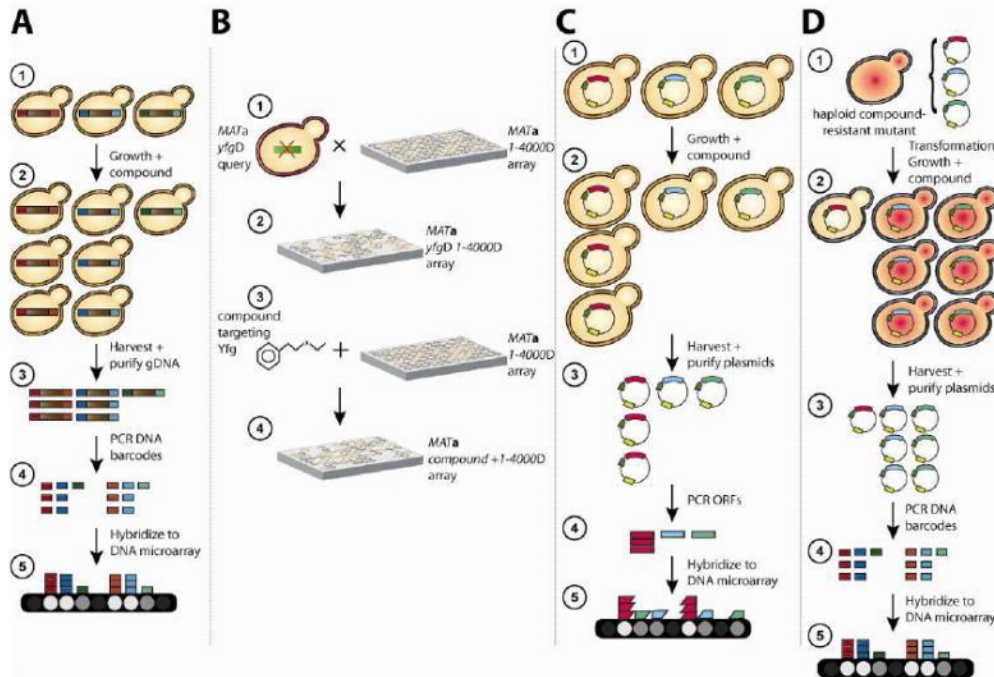 A
1
Growth +
compound
2
Harvest +
purify gDNA
3
PCR DNA
barcodes
4
Hybridize to
DNA microarray
5
B
1
MATa
yfgD
query
×
MATa
1-4000D
array
2
MATa
yfgD 1-4000D
array
3
compound
targeting
Yfg
+
MATa
1-4000D
array
4
MATa
compound +1-4000D
array
C
1
Growth +
compound
2
Harvest +
purify plasmids
3
PCR ORFs
4
Hybridize to
DNA microarray
5
D
1
haploid compound-
resistant mutant
Transformation
Growth +
compound
2
Harvest +
purify plasmids
3
PCR DNA
barcodes
4
Hybridize to
DNA microarray
5